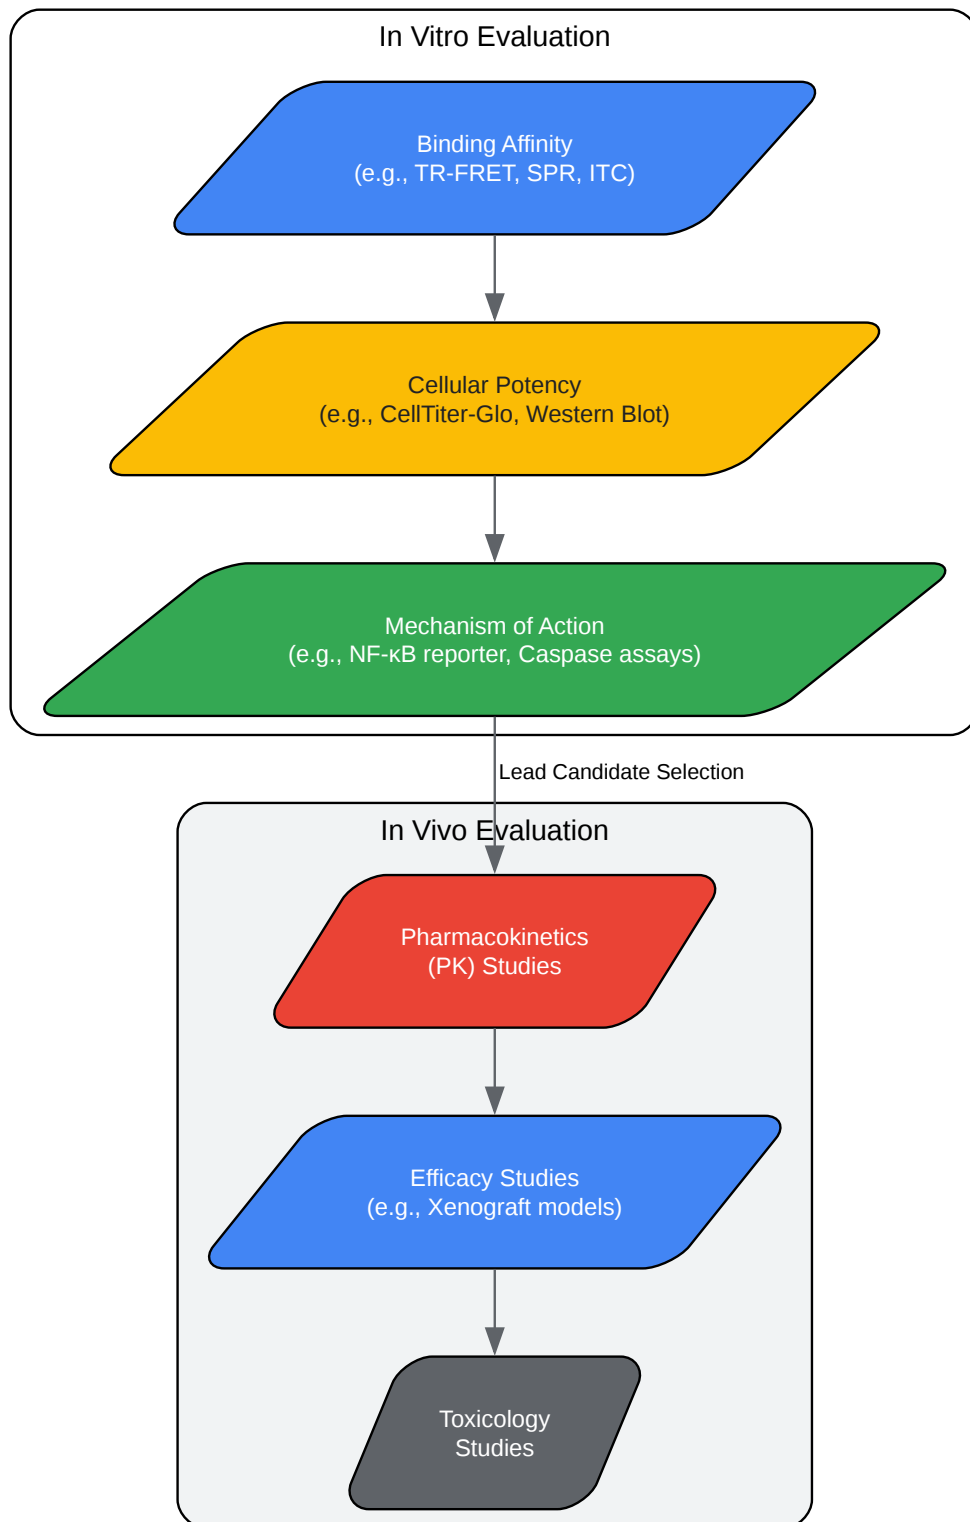 In Vitro Evaluation
Binding Affinity
(e.g., TR-FRET, SPR, ITC)
Cellular Potency
(e.g., CellTiter-Glo, Western Blot)
Mechanism of Action
(e.g., NF-κB reporter, Caspase assays)
Lead Candidate Selection
In Vivo Evaluation
Pharmacokinetics
(PK) Studies
Efficacy Studies
(e.g., Xenograft models)
Toxicology
Studies